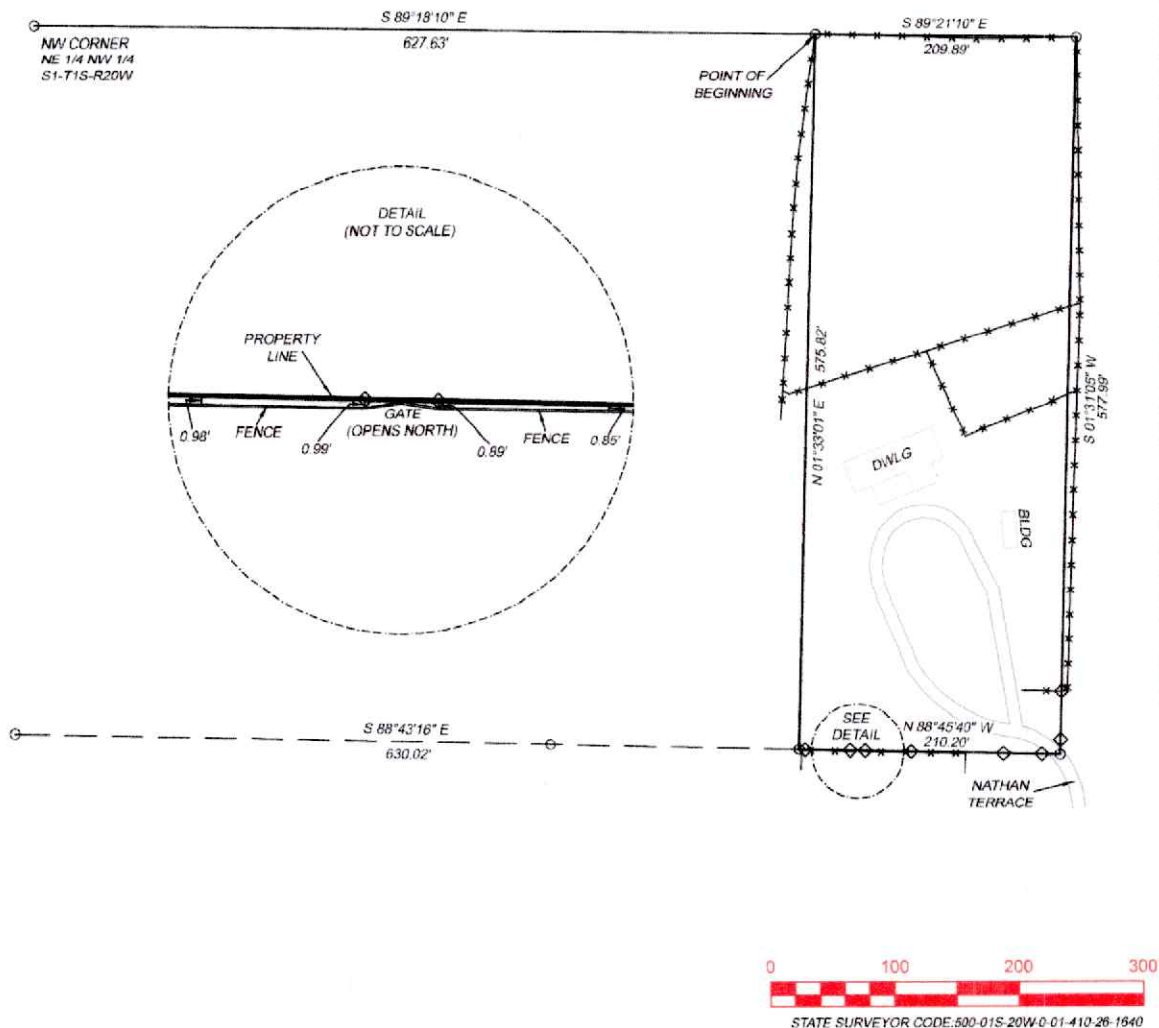 S 89°18'10" E
627.63'
NW CORNER
NE 1/4 NW 1/4
S1-T1S-R20W
S 89°21'10" E
209.89'
POINT OF
BEGINNING
DETAIL
(NOT TO SCALE)
PROPERTY
LINE
0.98'
FENCE
0.99'
GATE
(OPENS NORTH)
0.89'
FENCE
0.85'
N 01°33'01" E 575.82'
S 01°31'05" W
577.99'
DWLG
BLDG
S 88°43'16" E
630.02'
SEE
DETAIL
N 88°45'40" W
210.20'
NATHAN
TERRACE
0 100 200 300
STATE SURVEYOR CODE:500-01S-20W-0-01-410-26-1640